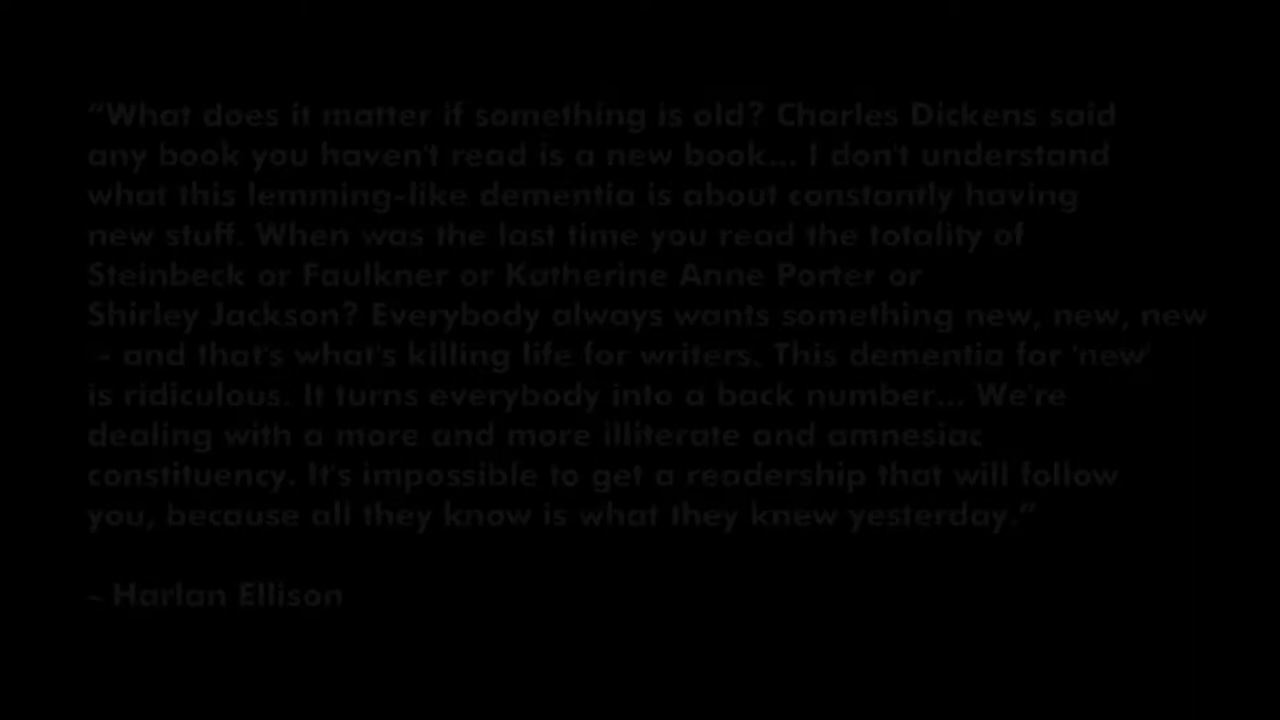 “What does it matter if something is old? Charles Dickens said
any book you haven't read is a new book... I don't understand
what this lemming-like dementia is about constantly having
new stuff. When was the last time you read the totality of
Steinbeck or Faulkner or Katherine Anne Porter or
Shirley Jackson? Everybody always wants something new, new, new
– and that's what's killing life for writers. This dementia for 'new'
is ridiculous. It turns everybody into a back number... We're
dealing with a more and more illiterate and amnesiac
constituency. It's impossible to get a readership that will follow
you, because all they know is what they knew yesterday.”
– Harlan Ellison